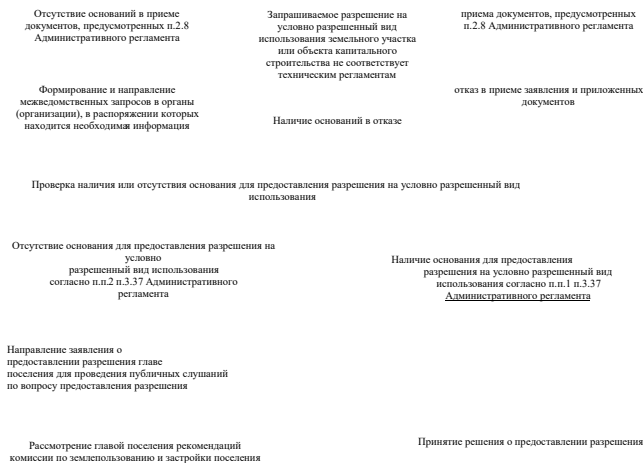 Отсутствие оснований в приеме
документов, предусмотренных п.2.8
Административного регламента
Запрашиваемое разрешение на
условно разрешенный вид
использования земельного участка
или объекта капитального
строительства не соответствует
техническим регламентам
приема документов, предусмотренных
п.2.8 Административного регламента
Формирование и направление
межведомственных запросов в органы
(организации), в распоряжении которых
находится необходимая информация
Наличие оснований в отказе
отказ в приеме заявления и приложенных
документов
Проверка наличия или отсутствия основания для предоставления разрешения на условно разрешенный вид
использования
Отсутствие основания для предоставления разрешения на
условно
разрешенный вид использования
согласно п.п.2 п.3.37 Административного
регламента
Наличие основания для предоставления
разрешения на условно разрешенный вид
использования согласно п.п.1 п.3.37
Административного регламента
Направление заявления о
предоставлении разрешения главе
поселения для проведения публичных слушаний
по вопросу предоставления разрешения
Рассмотрение главой поселения рекомендаций
комиссии по землепользованию и застройки поселения
Принятие решения о предоставлении разрешения